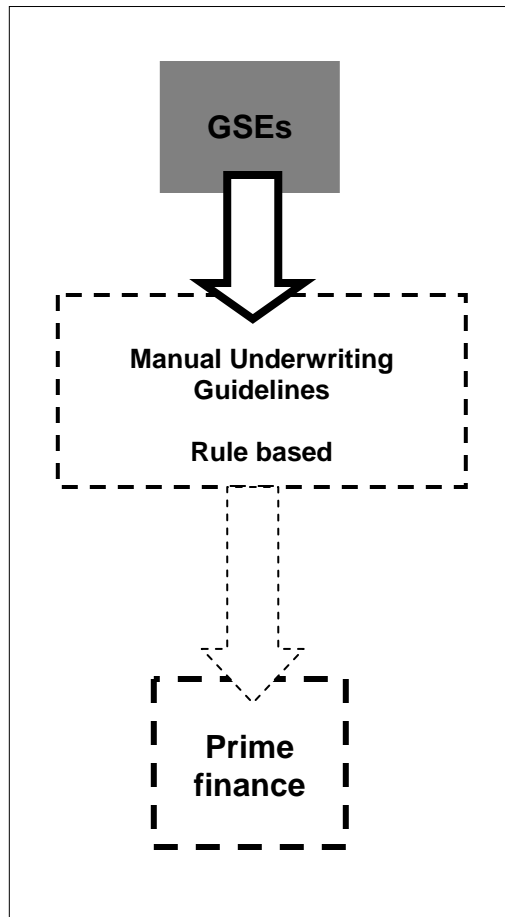 GSEs
Manual Underwriting
Guidelines
Rule based
Prime
finance